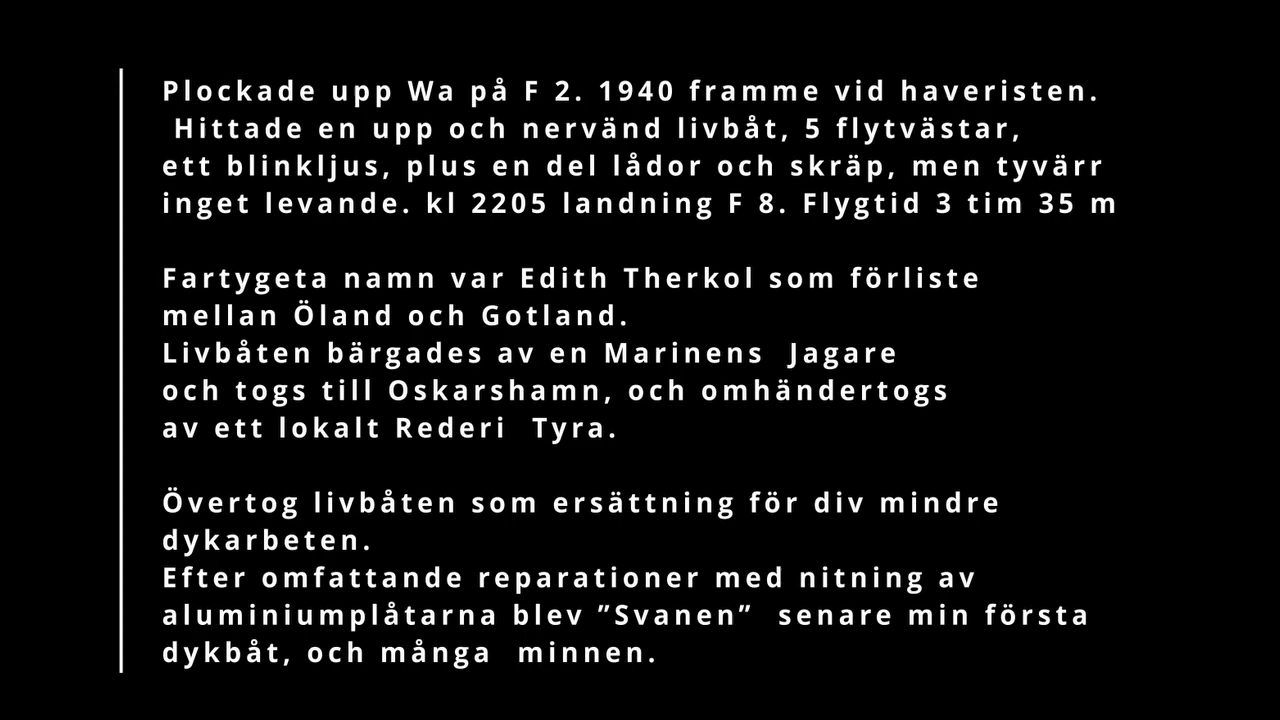 Plockade upp Wa på F 2. 1940 framme vid haveristen.
Hittade en upp och nervänd livbåt, 5 flytvästar,
ett blinkljus, plus en del lådor och skräp, men tyvärr
inget levande. kl 2205 landning F 8. Flygtid 3 tim 35 m
Fartygeta namn var Edith Therkol som förliste
mellan Öland och Gotland.
Livbåten bärgades av en Marinens Jagare
och togs till Oskarshamn, och omhändertogs
av ett lokalt Rederi Tyra.
Övertog livbåten som ersättning för div mindre
dykarbeten.
Efter omfattande reparationer med nitning av
aluminiumplåtarna blev ”Svanen” senare min första
dykbåt, och många minnen.